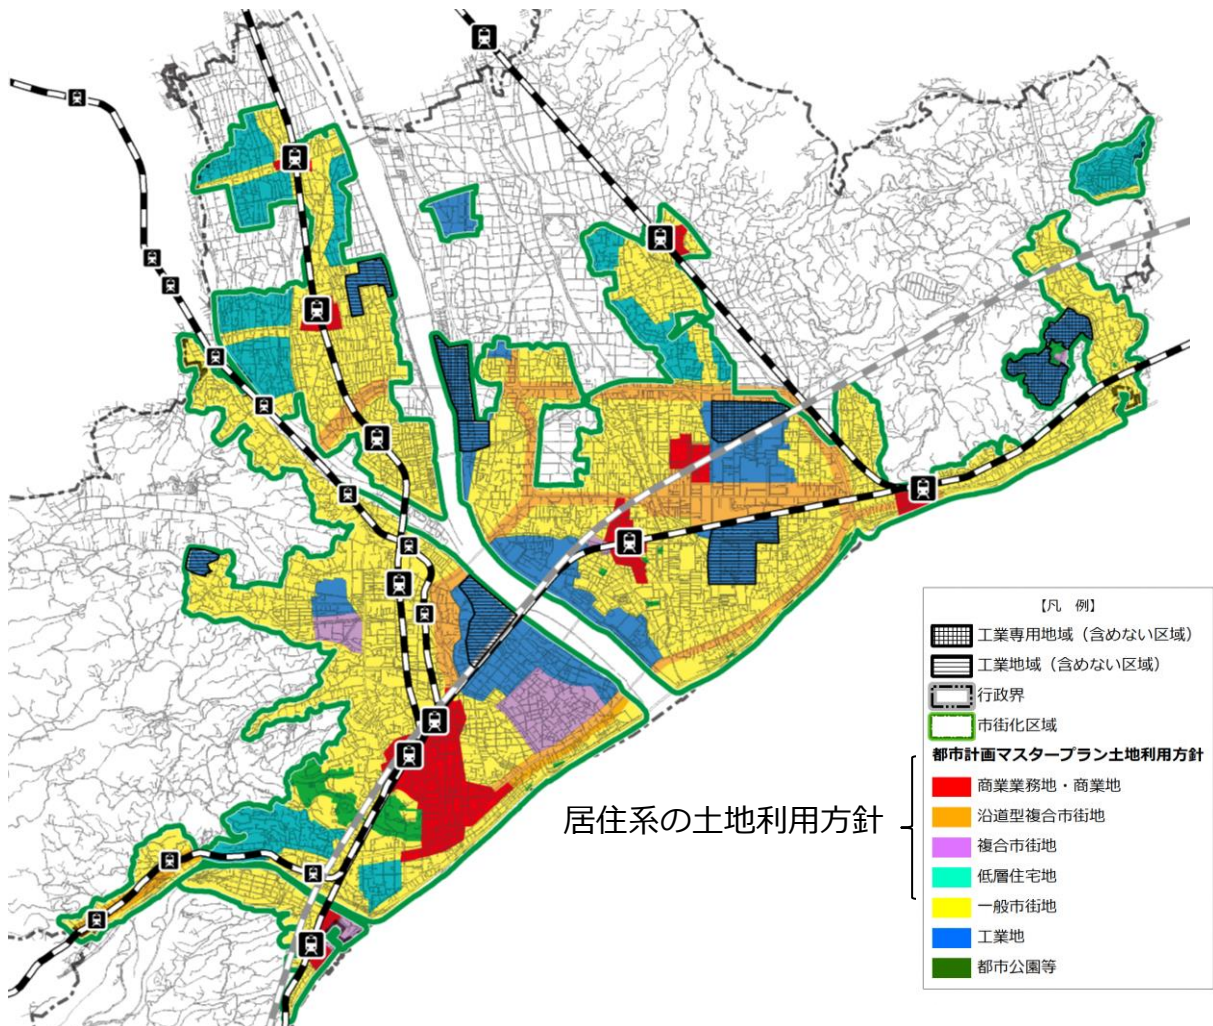 【凡 例】
工業専用地域（含めない区域）
工業地域（含めない区域）
行政界
市街化区域
都市計画マスタープラン土地利用方針
商業業務地・商業地
沿道型複合市街地
複合市街地
低層住宅地
一般市街地
工業地
都市公園等
居住系の土地利用方針